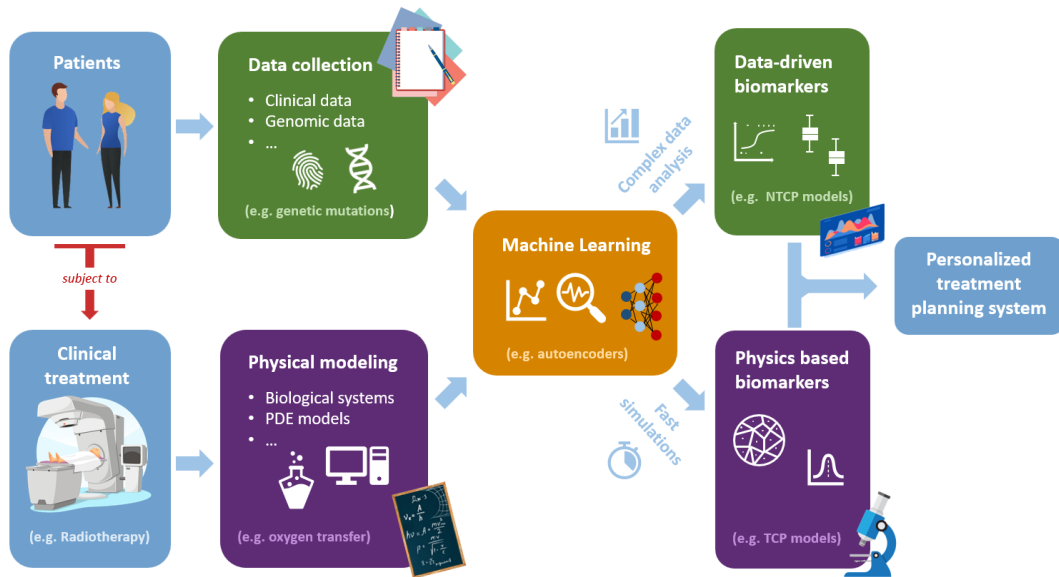 Patients
Data collection
• Clinical data
• Genomic data
• ...
(e.g. genetic mutations)
subject to
Clinical
treatment
(e.g. Radiotherapy)
Physical modeling
• Biological systems
• PDE models
• ...
(e.g. oxygen transfer)
Machine Learning
(e.g. autoencoders)
Complex data
analysis
Fast
simulations
Data-driven
biomarkers
(e.g. NTCP models)
Physics based
biomarkers
(e.g. TCP models)
Personalized
treatment
planning system